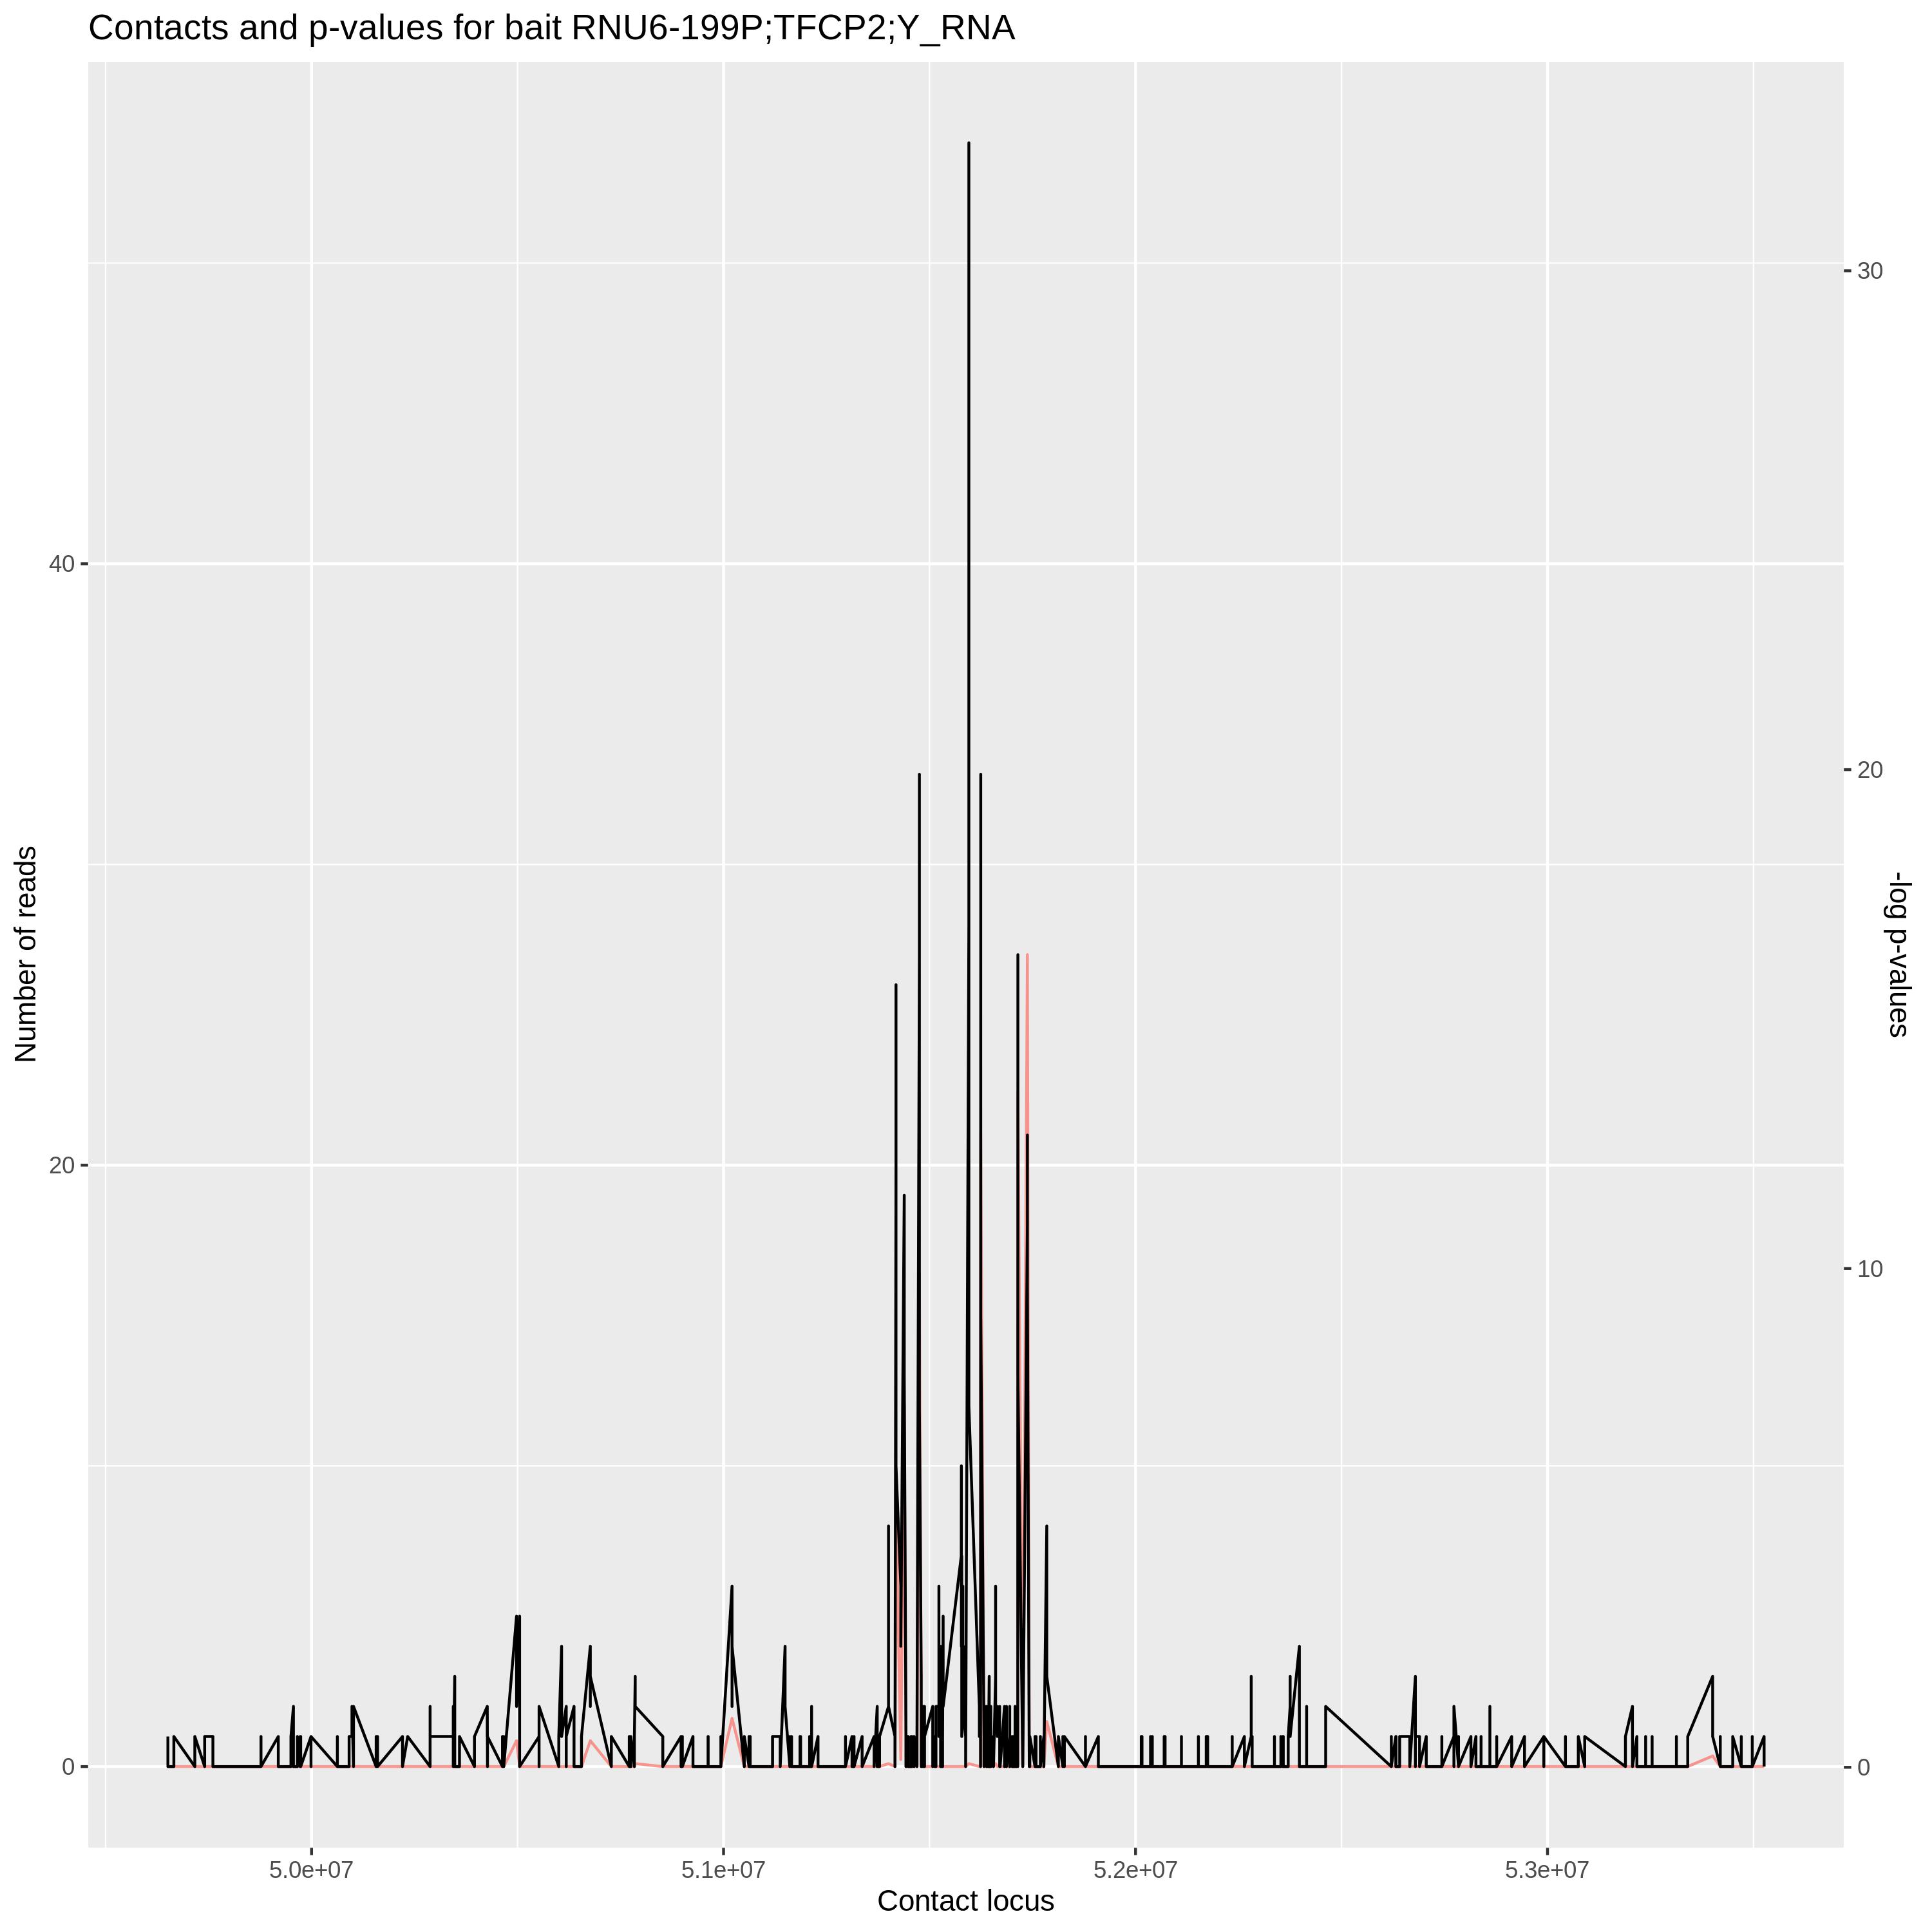 Contacts and p-values for bait RNU6-199P;TFCP2;Y_RNA
Number of reads
40
20
0
30
20
10
0
-log p-values
5.0e+07
5.1e+07
5.2e+07
5.3e+07
Contact locus